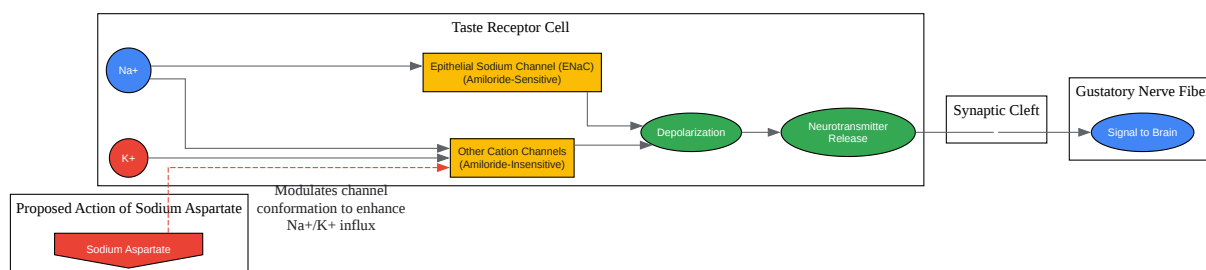 Taste Receptor Cell
Na+
Epithelial Sodium Channel (ENaC)
(Amiloride-Sensitive)
K+
Other Cation Channels
(Amiloride-Insensitive)
Depolarization
Neurotransmitter
Release
Synaptic Cleft
Gustatory Nerve Fiber
Signal to Brain
Modulates channel
conformation to enhance
Na+/K+ influx
Proposed Action of Sodium Aspartate
Sodium Aspartate